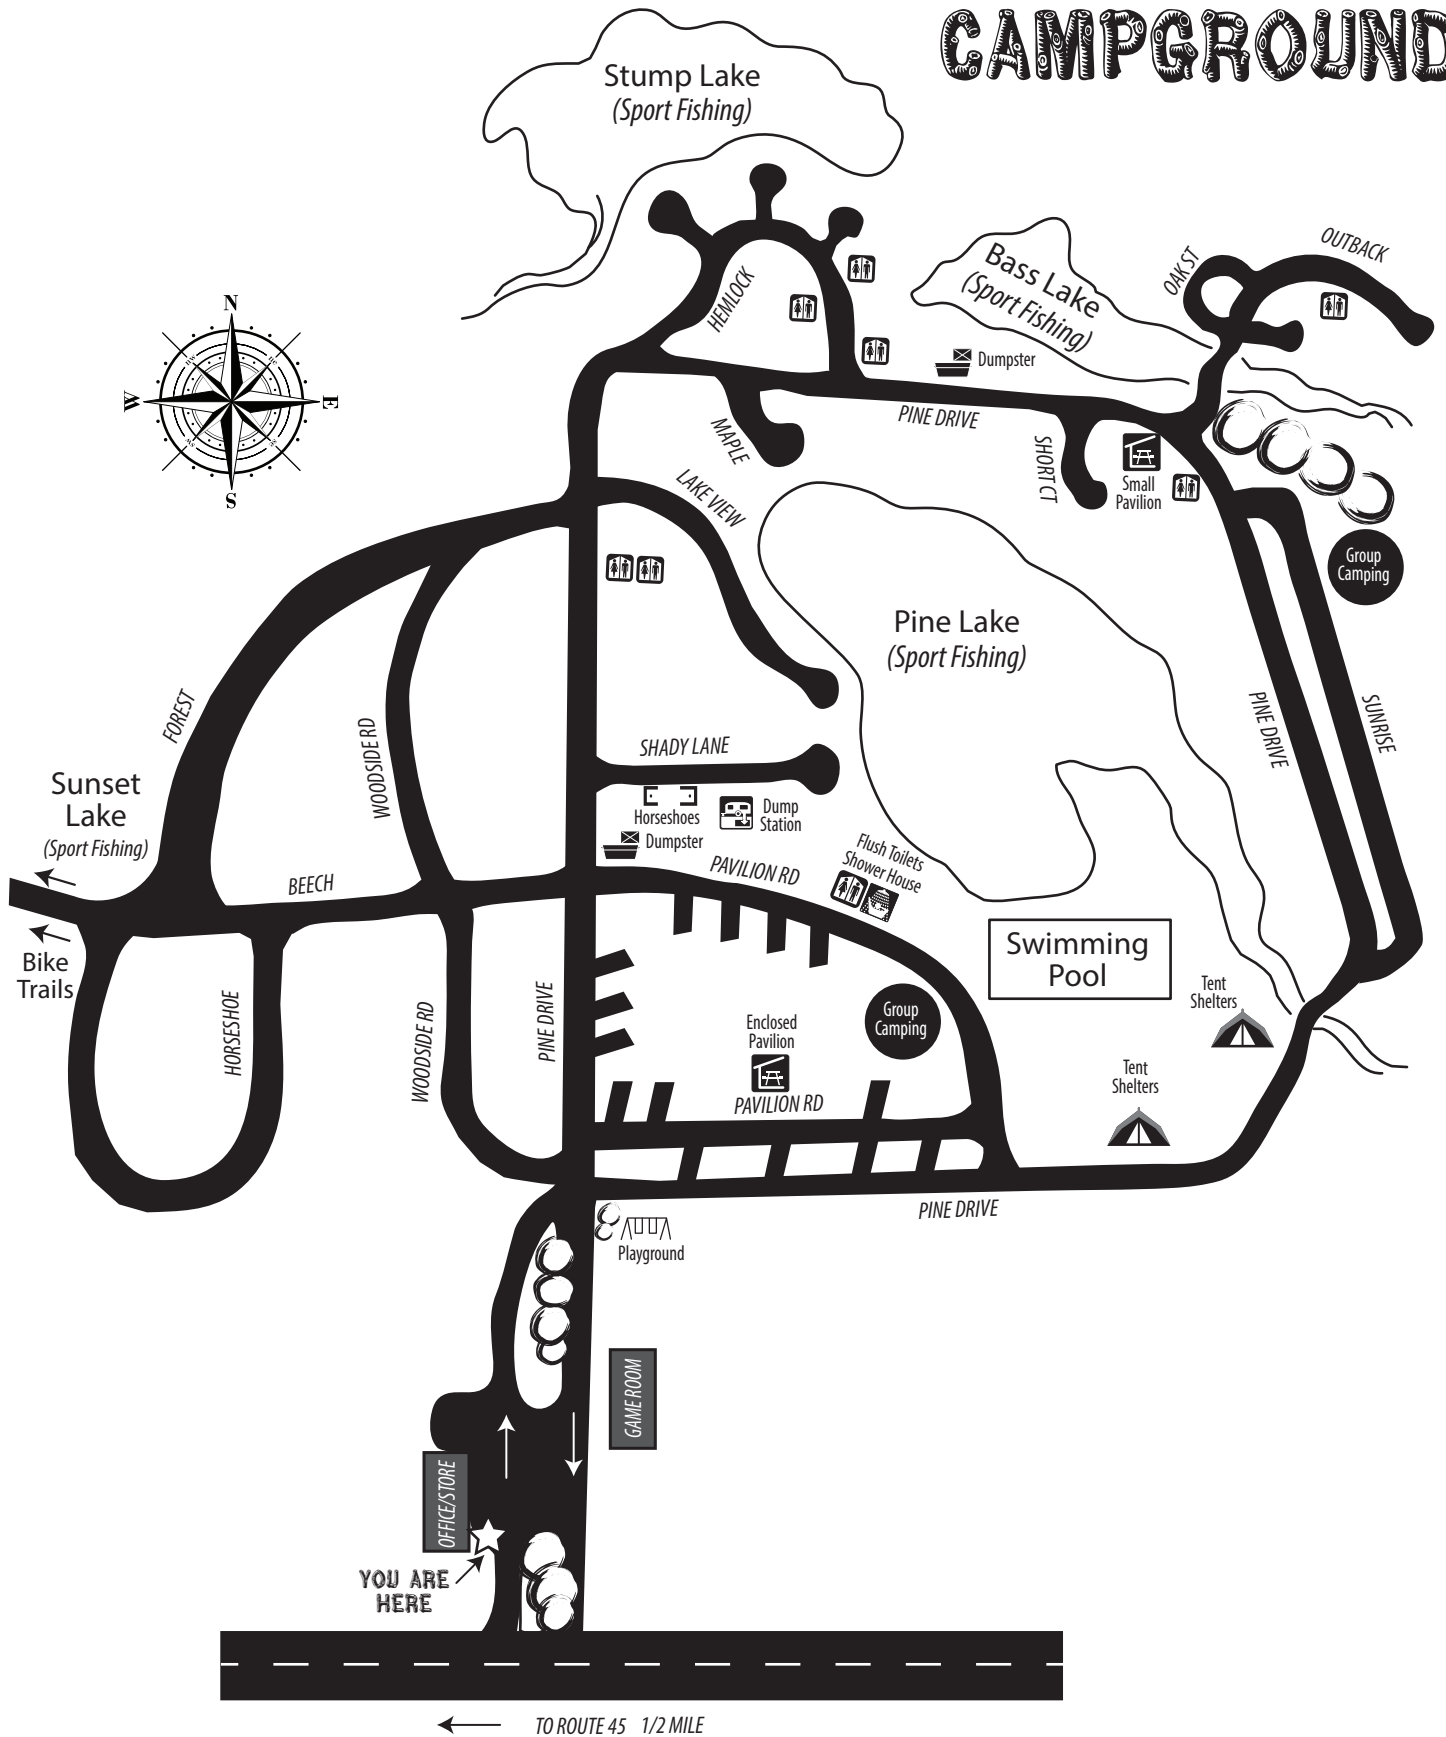 CAMPGROUND
Stump Lake
(Sport Fishing)
OUTBACK
OAK ST
Bass Lake
(Sport Fishing)
HEMLOCK
N
W
E
S
Dumpster
PINE DRIVE
MAPLE
SHORT CT
Small
Pavilion
LAKE VIEW
Group
Camping
Pine Lake
(Sport Fishing)
FOREST
WOODSIDE RD
PINE DRIVE
SUNRISE
SHADY LANE
Sunset
Lake
(Sport Fishing)
Horseshoes
Dump
Station
Dumpster
PAVILION RD
Flush Toilets
Shower House
BEECH
Swimming
Pool
Bike
Trails
HORSESHOE
WOODSIDE RD
PINE DRIVE
Tent
Shelters
Group
Camping
Enclosed
Pavilion
Tent
Shelters
PAVILION RD
PINE DRIVE
Playground
GAME ROOM
OFFICE/STORE
YOU ARE
HERE
TO ROUTE 45 1/2 MILE